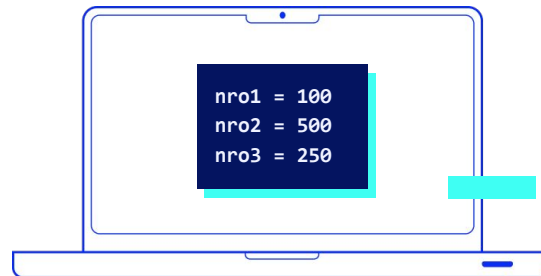 nro1 = 100
nro2 = 500
nro3 = 250